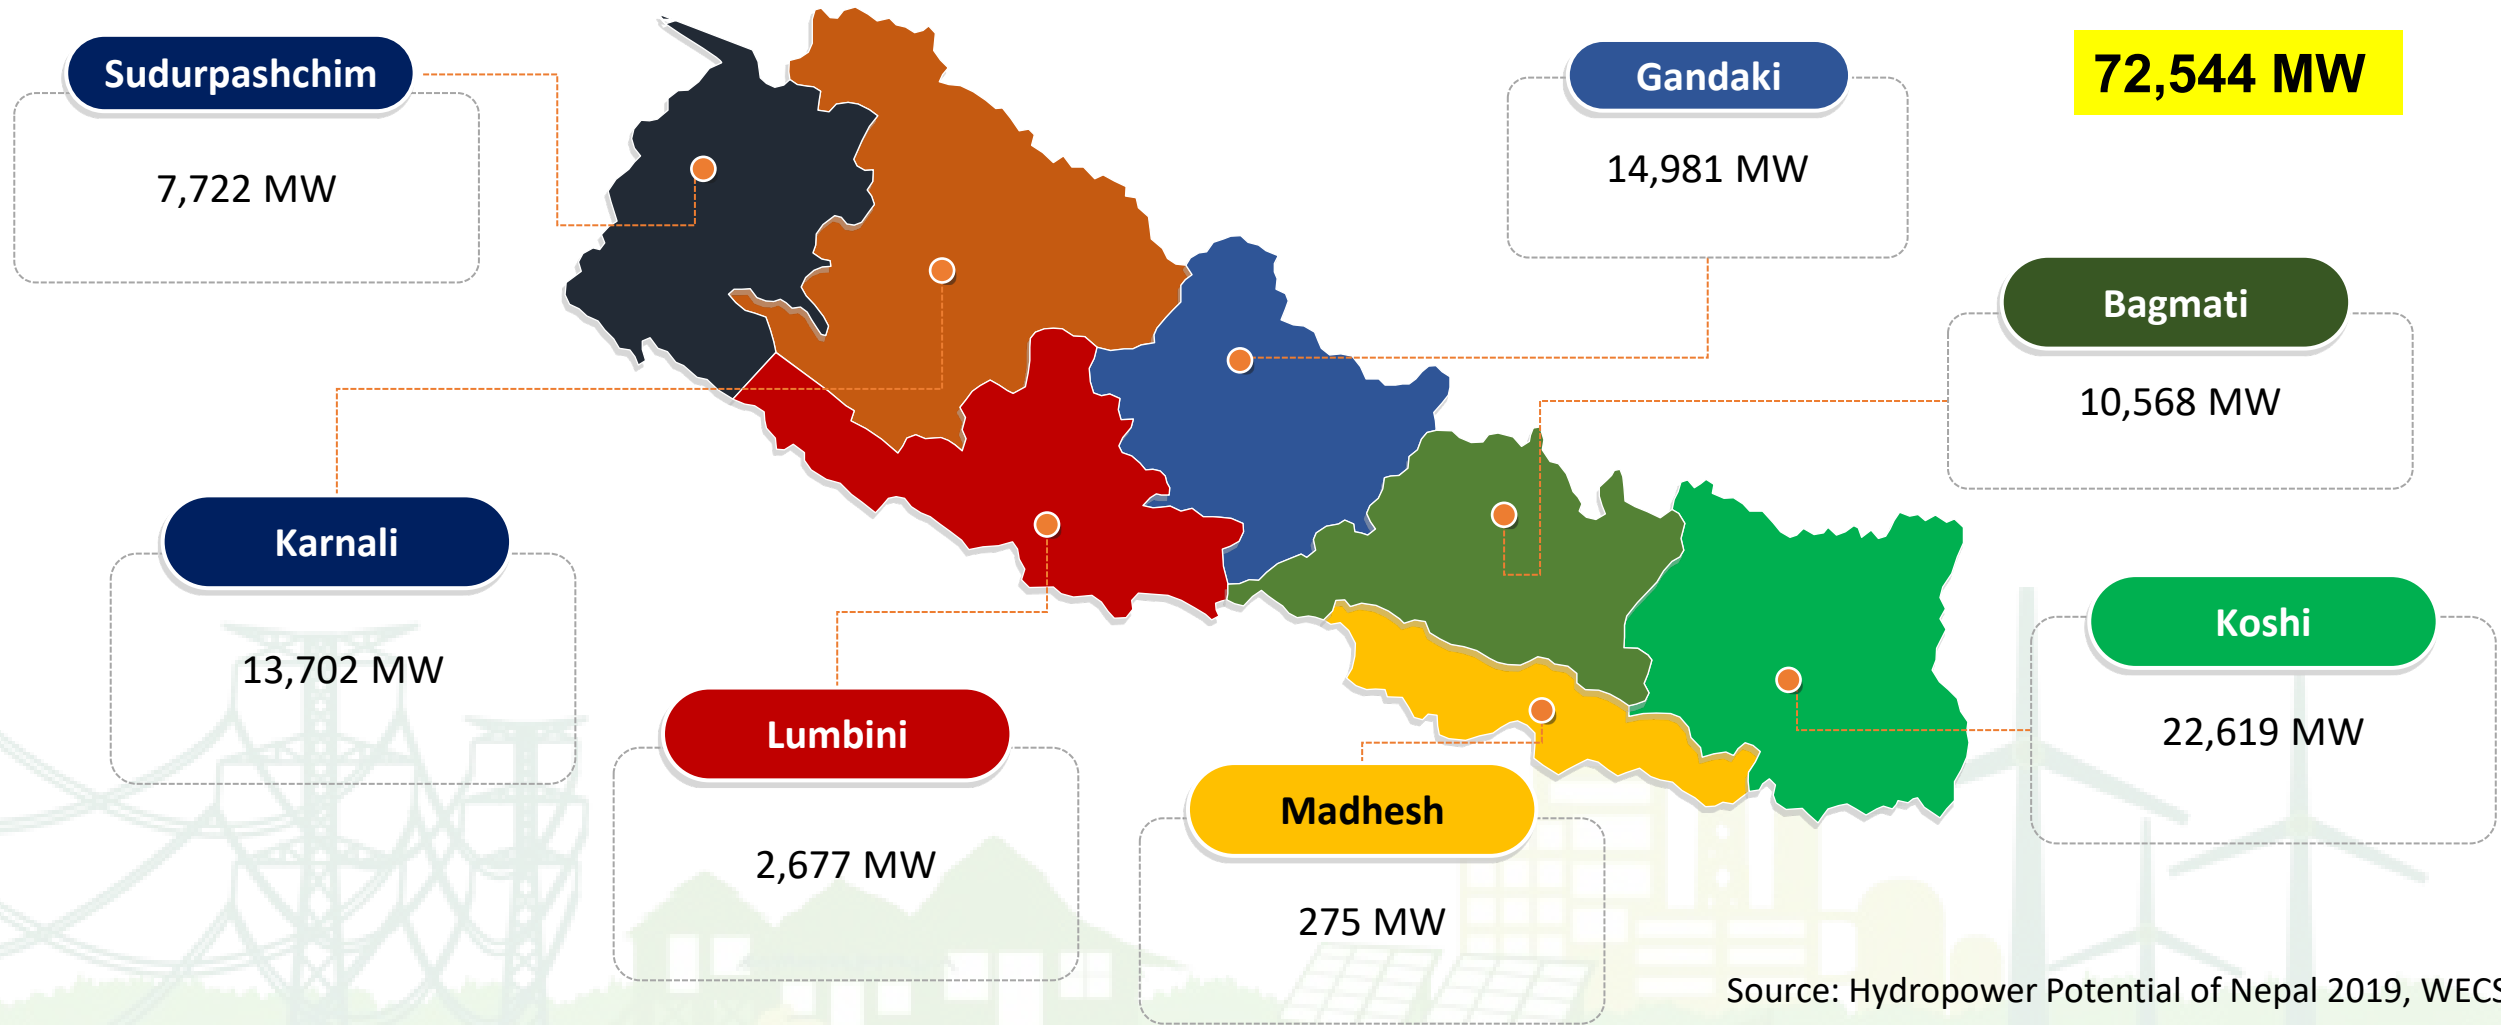 Sudurpashchim
7,722 MW
Gandaki
14,981 MW
72,544 MW
Bagmati
10,568 MW
Karnali
13,702 MW
Koshi
22,619 MW
Lumbini
2,677 MW
Madhesh
275 MW
Source: Hydropower Potential of Nepal 2019, WECS